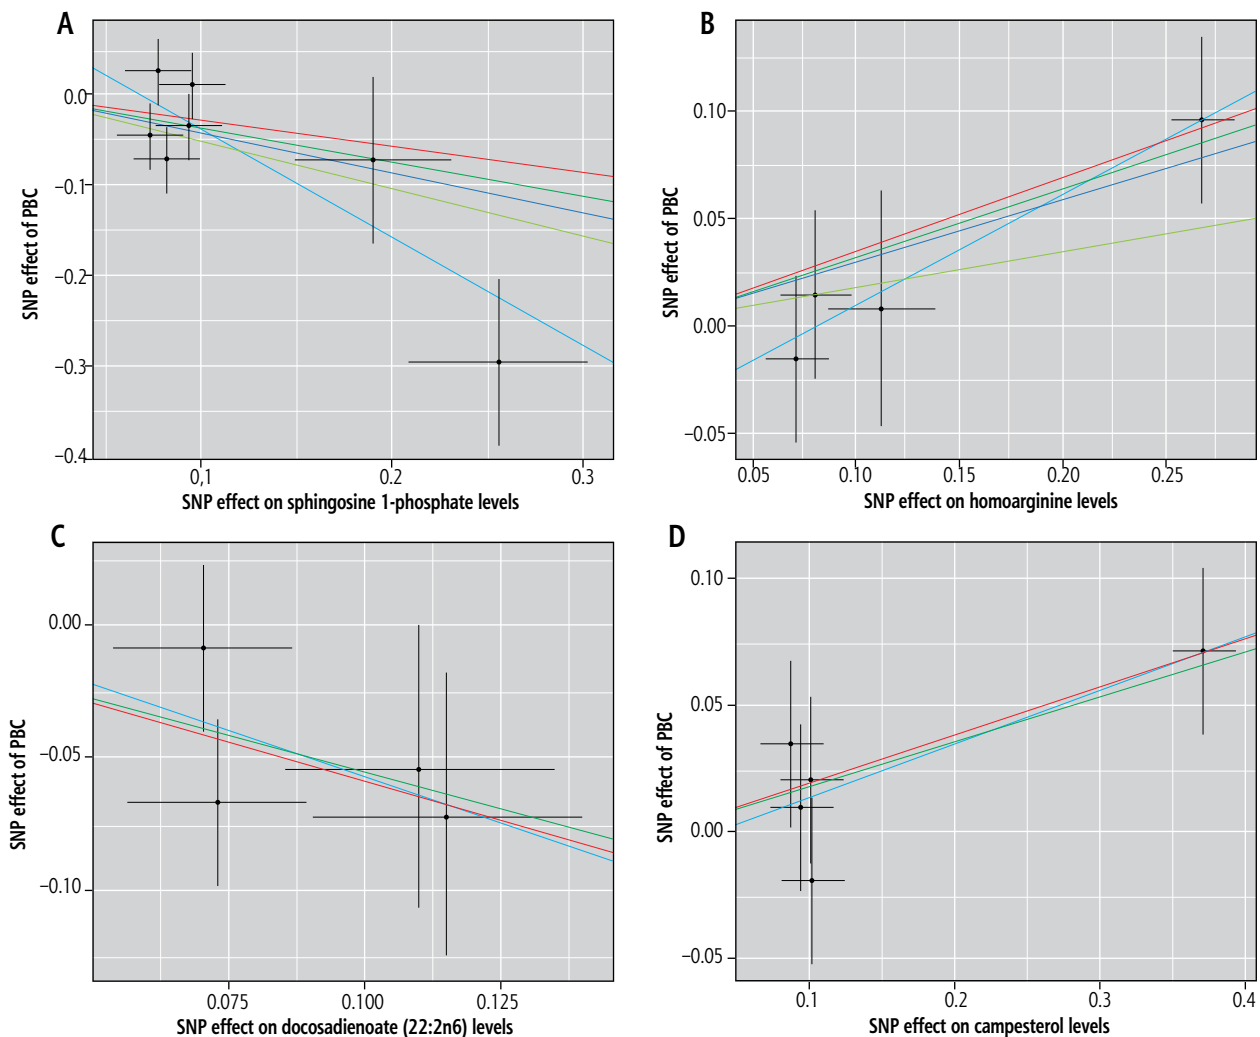 A
0.0
−0.1
−0.2
−0.3
−0.4
SNP effect of PBC
0,1
0.2
0.3
SNP effect on sphingosine 1-phosphate levels
B
0.10
0.05
0.00
−0.05
SNP effect of PBC
0.05
0.10
0.15
0.20
0.25
SNP effect on homoarginine levels
C
0.00
−0.05
−0.10
SNP effect of PBC
0.075
0.100
0.125
SNP effect on docosadienoate (22:2n6) levels
D
0.10
0.05
0.00
−0.05
SNP effect of PBC
0.1
0.2
0.3
0.4
SNP effect on campesterol levels